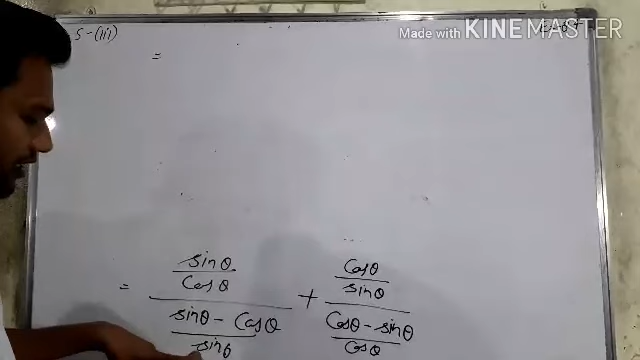 Made with KINEMASTER
5-(iii)
=
= sinθ/cosθ / (sinθ - cosθ)/sinθ + cosθ/sinθ / (cosθ - sinθ)/cosθ